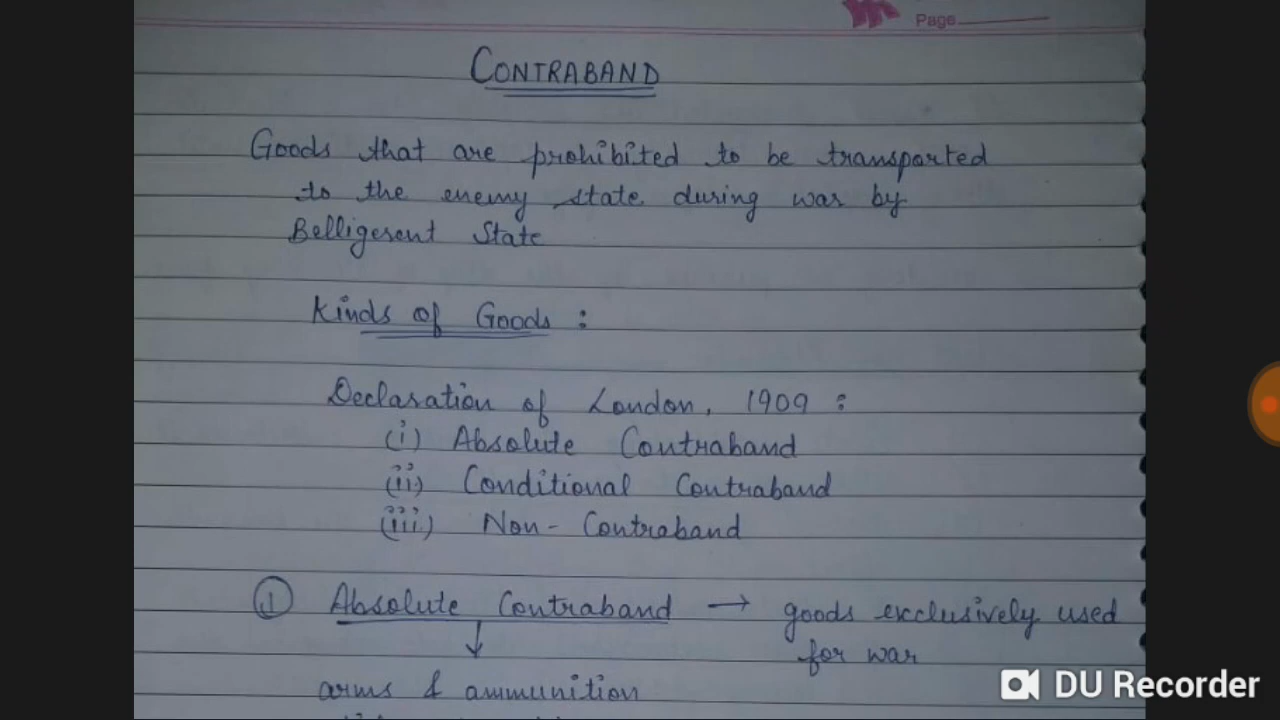 Page
CONTRABAND
Goods that are prohibited to be transported
to the enemy state during war by
Belligerent State
Kinds of Goods :
Declaration of London, 1909 :
(i) Absolute Contraband
(ii) Conditional Contraband
(iii) Non-Contraband
① Absolute Contraband → goods exclusively used
for war
↓
arms & ammunition
DU Recorder